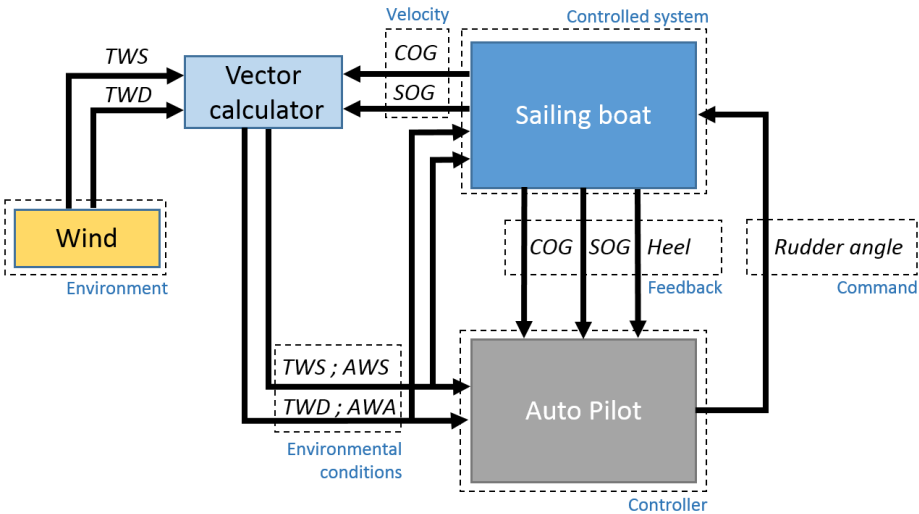 Velocity
Controlled system
TWS
COG
Vector
calculator
TWD
SOG
Sailing boat
Wind
COG SOG Heel
Rudder angle
Environment
Feedback
Command
TWS ; AWS
TWD ; AWA
Auto Pilot
Environmental
conditions
Controller